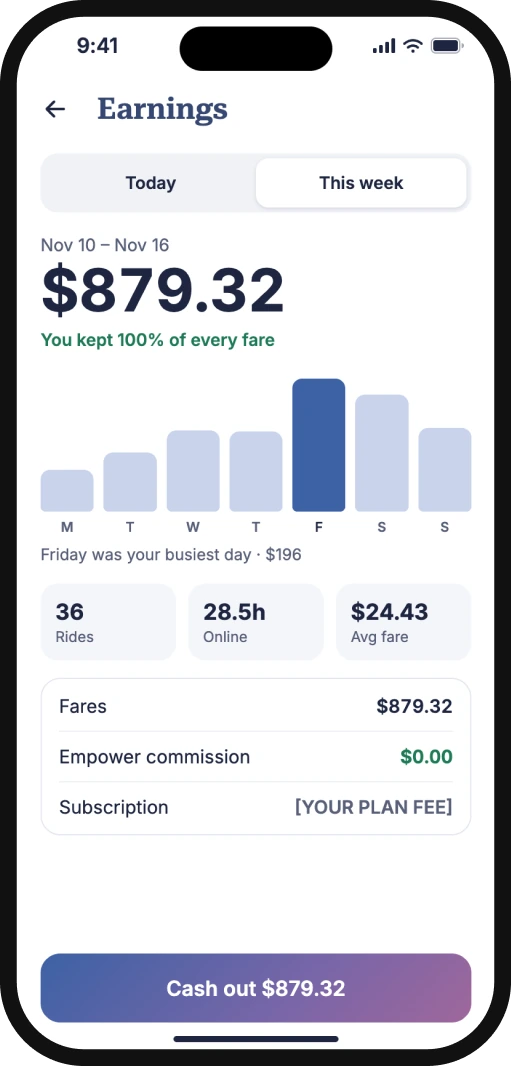 9:41
Earnings
Today This week
Nov 10 – Nov 16
$879.32
You kept 100% of every fare
M T W T F S S
Friday was your busiest day · $196
36 28.5h $24.43
Rides Online Avg fare
Fares $879.32
Empower commission $0.00
Subscription [YOUR PLAN FEE]
Cash out $879.32